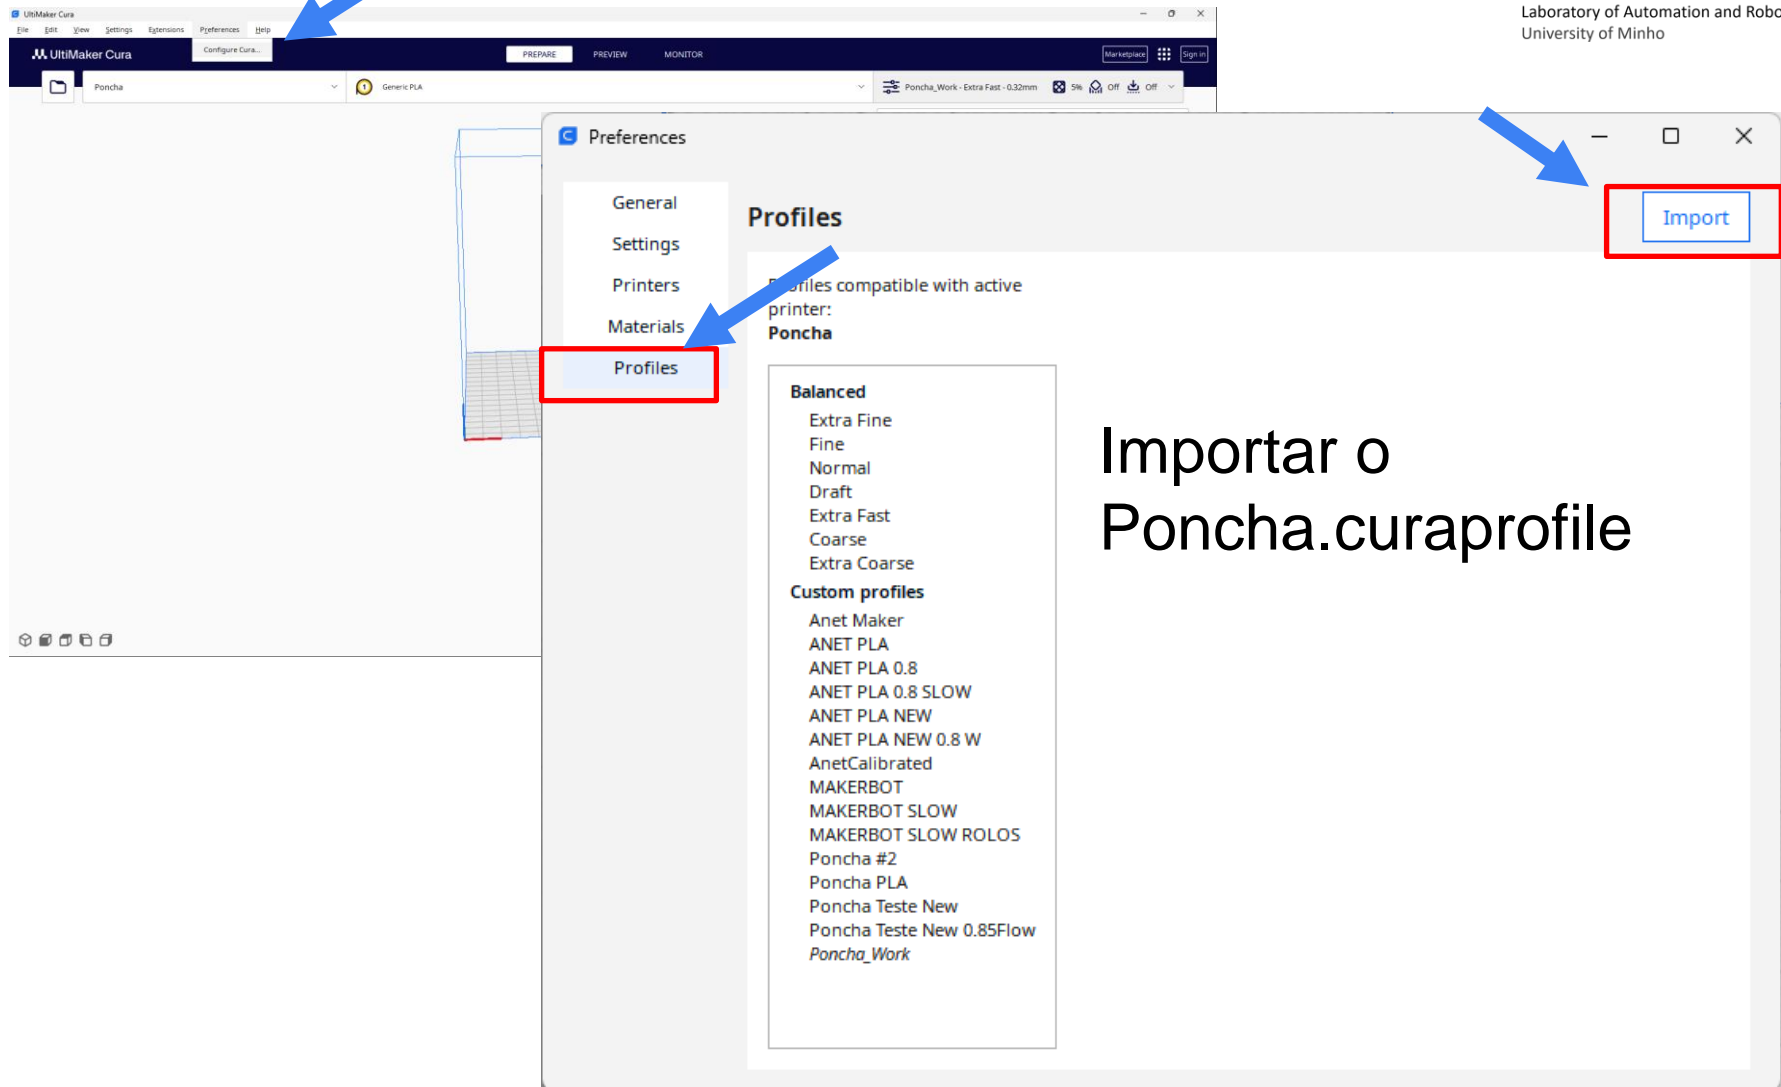 UltiMaker Cura
File Edit View Settings Extensions Preferences Help
Laboratory of Automation and Robo
University of Minho
Configure Cura...
UltiMaker Cura
PREPARE PREVIEW MONITOR
Marketplace Sign in
Poncha
1 Generic PLA
Poncha_Work - Extra Fast - 0.32mm 5% Off Off
Preferences
General
Settings
Printers
Materials
Profiles
Profiles
Import
Profiles compatible with active
printer:
Poncha
Balanced
Extra Fine
Fine
Normal
Draft
Extra Fast
Coarse
Extra Coarse
Custom profiles
Anet Maker
ANET PLA
ANET PLA 0.8
ANET PLA 0.8 SLOW
ANET PLA NEW
ANET PLA NEW 0.8 W
AnetCalibrated
MAKERBOT
MAKERBOT SLOW
MAKERBOT SLOW ROLOS
Poncha #2
Poncha PLA
Poncha Teste New
Poncha Teste New 0.85Flow
Poncha_Work
Importar o
Poncha.curaprofile